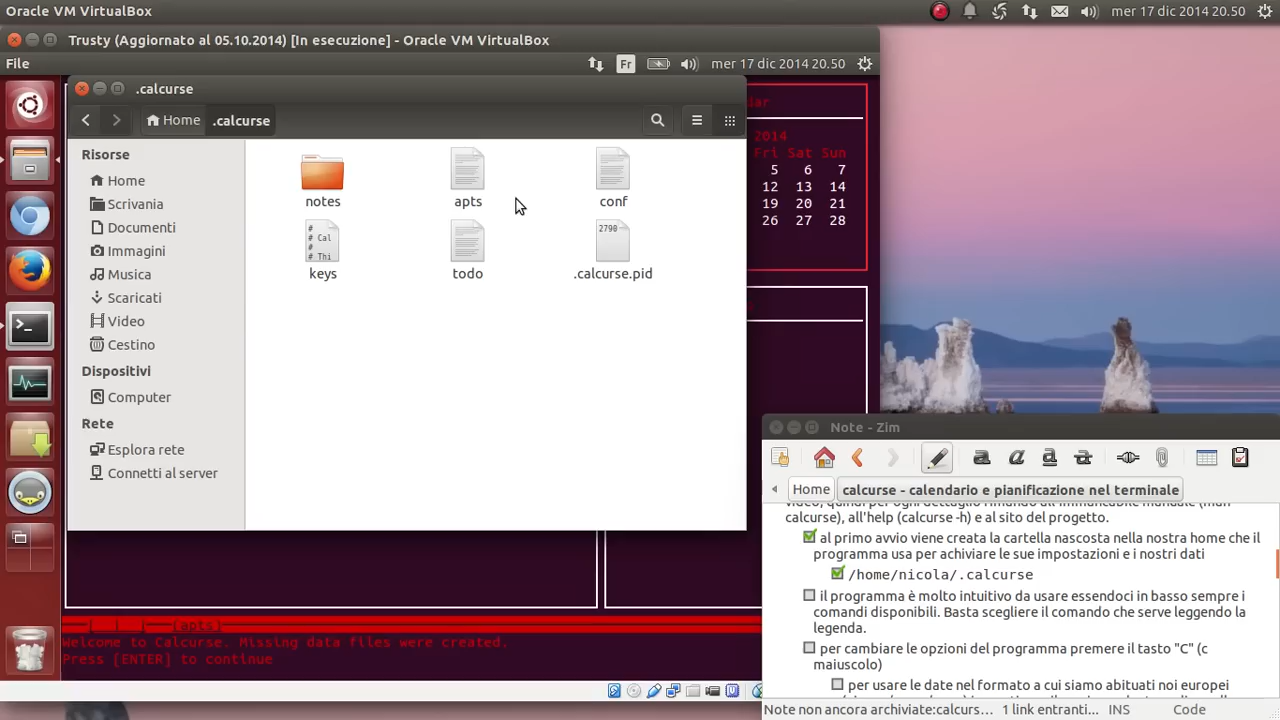 Oracle VM VirtualBox
mer 17 dic 2014 20.50
Trusty (Aggiornato al 05.10.2014) [In esecuzione] - Oracle VM VirtualBox
File
Fr
mer 17 dic 2014 20.50
.calcurse
Home
.calcurse
Risorse
Home
Scrivania
Documenti
Immagini
Musica
Scaricati
Video
Cestino
Dispositivi
Computer
Rete
Esplora rete
Connetti al server
notes
apts
conf
# 
# Cal
#
# Thi
2790
keys
todo
.calcurse.pid
2014
Fri Sat Sun
5 6 7
12 13 14
19 20 21
26 27 28
(apts)
Welcome to Calcurse. Missing data files were created.
Press [ENTER] to continue
Note - Zim
Home
calcurse - calendario e pianificazione nel terminale
video, quindi per ogni dettaglio rimando all'immancabile manuale (man
calcurse), all'help (calcurse -h) e al sito del progetto.
al primo avvio viene creata la cartella nascosta nella nostra home che il
programma usa per achiviare le sue impostazioni e i nostri dati
/home/nicola/.calcurse
il programma è molto intuitivo da usare essendoci in basso sempre i
comandi disponibili. Basta scegliere il comando che serve leggendo la
legenda.
per cambiare le opzioni del programma premere il tasto "C" (c
maiuscolo)
per usare le date nel formato a cui siamo abituati noi europei
Note non ancora archiviate:calcurs...
1 link entranti...
INS
Code